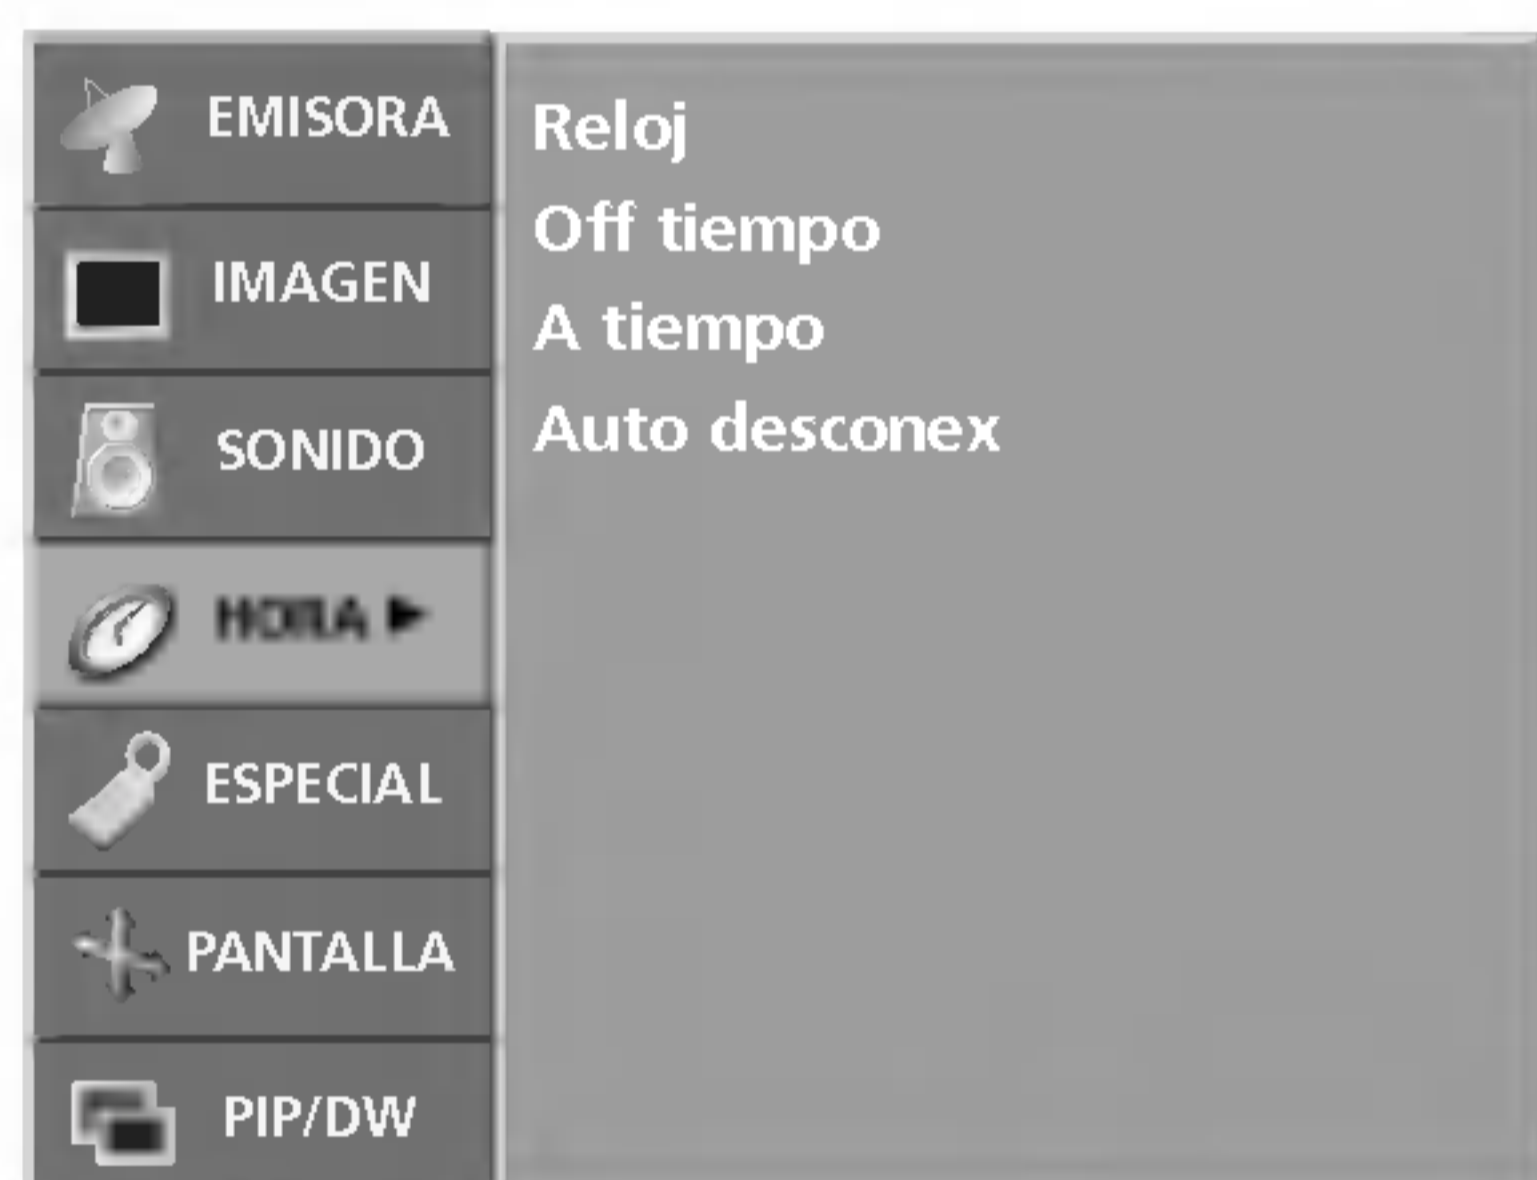 EMISORA
IMAGEN
SONIDO
HORA ►
ESPECIAL
PANTALLA
PIP/DW
Reloj
Off tiempo
A tiempo
Auto desconex